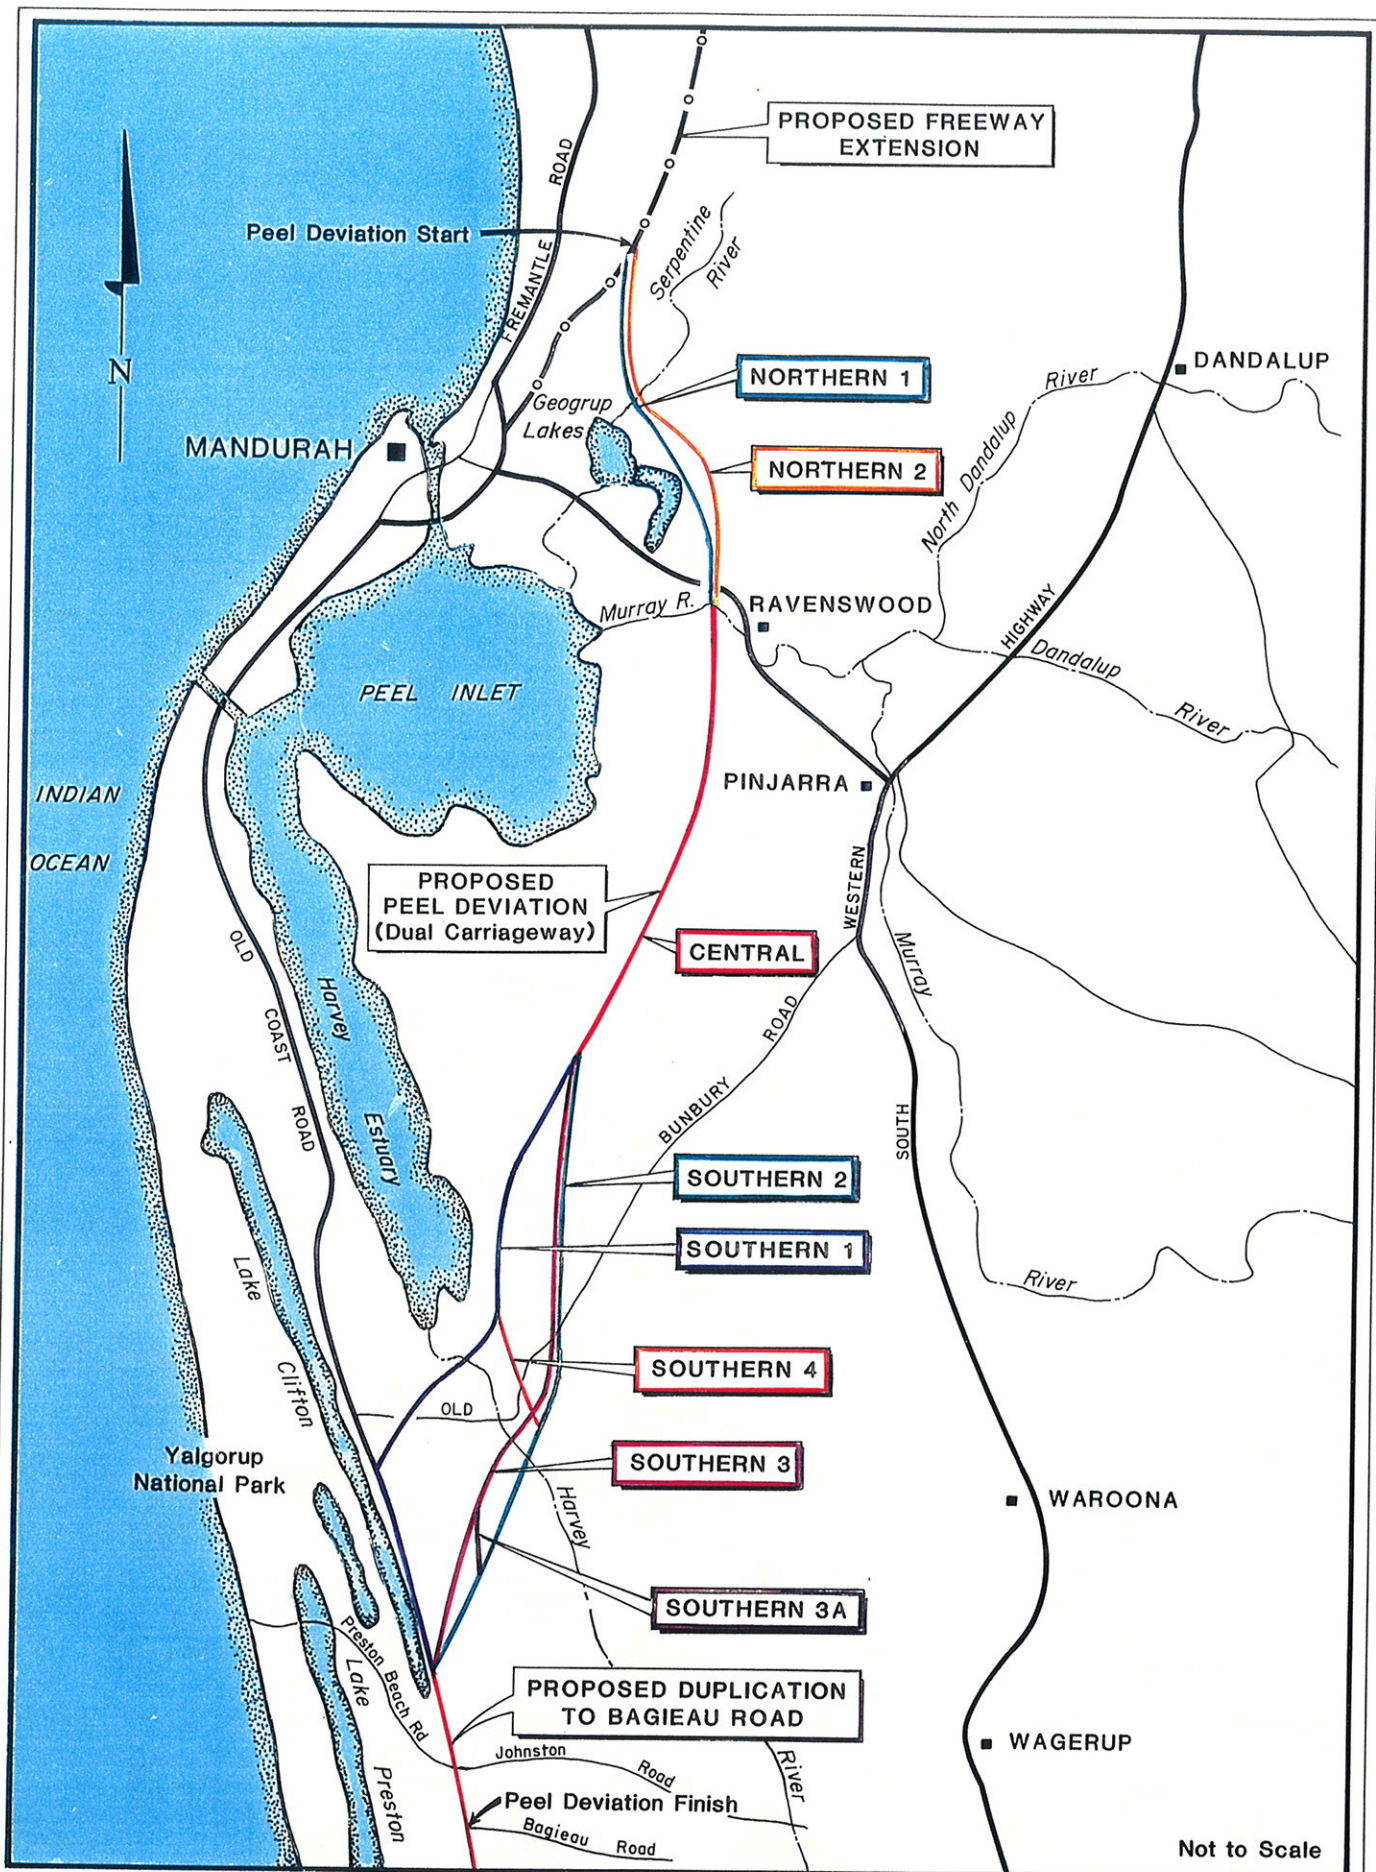 PROPOSED FREEWAY
EXTENSION
ROAD
FREMANTLE
Peel Deviation Start
Serpentine
River
N
NORTHERN 1
DANDALUP
River
North Dandalup
Geogrup
Lakes
MANDURAH
NORTHERN 2
Murray R.
RAVENSWOOD
HIGHWAY
Dandalup
River
PEEL INLET
PINJARRA
INDIAN
OCEAN
WESTERN
PROPOSED
PEEL DEVIATION
(Dual Carriageway)
CENTRAL
OLD
COAST
ROAD
Harvey
Estuary
Murray
River
ROAD
BUNBURY
OLD
SOUTH
SOUTHERN 2
SOUTHERN 1
SOUTHERN 4
SOUTHERN 3
SOUTHERN 3A
Lake
Clifton
Yalgorup
National Park
Harvey
River
WAROONA
Preston Beach Rd
Lake
Preston
PROPOSED DUPLICATION
TO BAGIEAU ROAD
WAGERUP
Johnston
Road
Peel Deviation Finish
Bagieau Road
Not to Scale